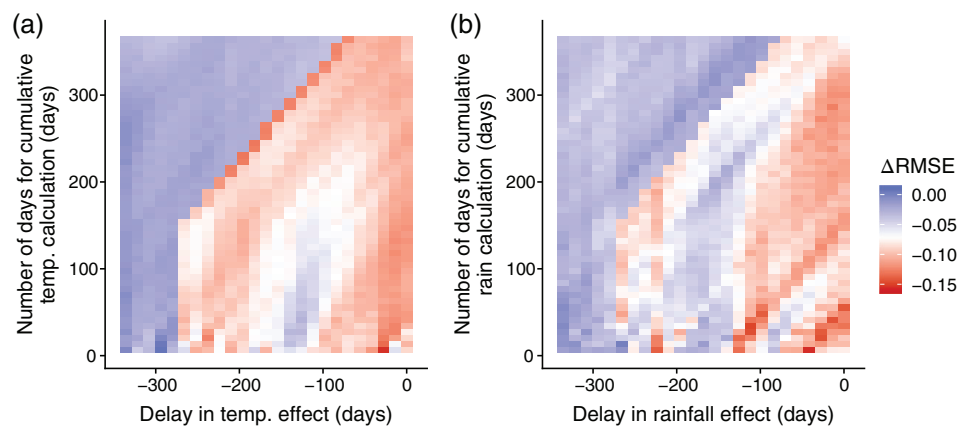 (a)
Number of days for cumulative
temp. calculation (days)
300
200
100
0
−300
−200
−100
0
Delay in temp. effect (days)
(b)
Number of days for cumulative
rain calculation (days)
300
200
100
0
−300
−200
−100
0
Delay in rainfall effect (days)
ΔRMSE
0.00
−0.05
−0.10
−0.15